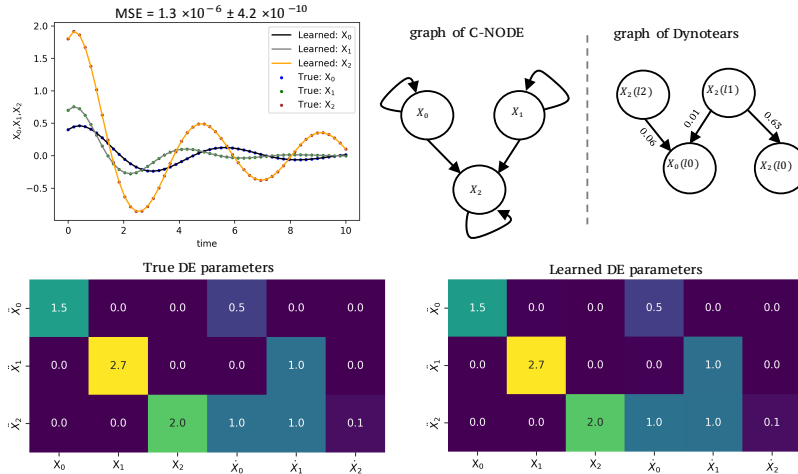 MSE = 1.3 ×10⁻⁶ ± 4.2 ×10⁻¹⁰
2.0
1.5
1.0
0.5
0.0
−0.5
X₀,X₁,X₂
0
2
4
6
8
10
time
Learned: X₀
Learned: X₁
Learned: X₂
True: X₀
True: X₁
True: X₂
graph of C-NODE
X₀
X₁
X₂
graph of Dynotears
X₂(l2)
X₂(l1)
0.06
0.01
0.63
X₀(l0)
X₂(l0)
True DE parameters
Ẍ₀ 1.5 0.0 0.0 0.5 0.0 0.0
Ẍ₁ 0.0 2.7 0.0 0.0 1.0 0.0
Ẍ₂ 0.0 0.0 2.0 1.0 1.0 0.1
X₀ X₁ X₂ Ẋ₀ Ẋ₁ Ẋ₂
Learned DE parameters
Ẍ₀ 1.5 0.0 0.0 0.5 0.0 0.0
Ẍ₁ 0.0 2.7 0.0 0.0 1.0 0.0
Ẍ₂ 0.0 0.0 2.0 1.0 1.0 0.1
X₀ X₁ X₂ Ẋ₀ Ẋ₁ Ẋ₂